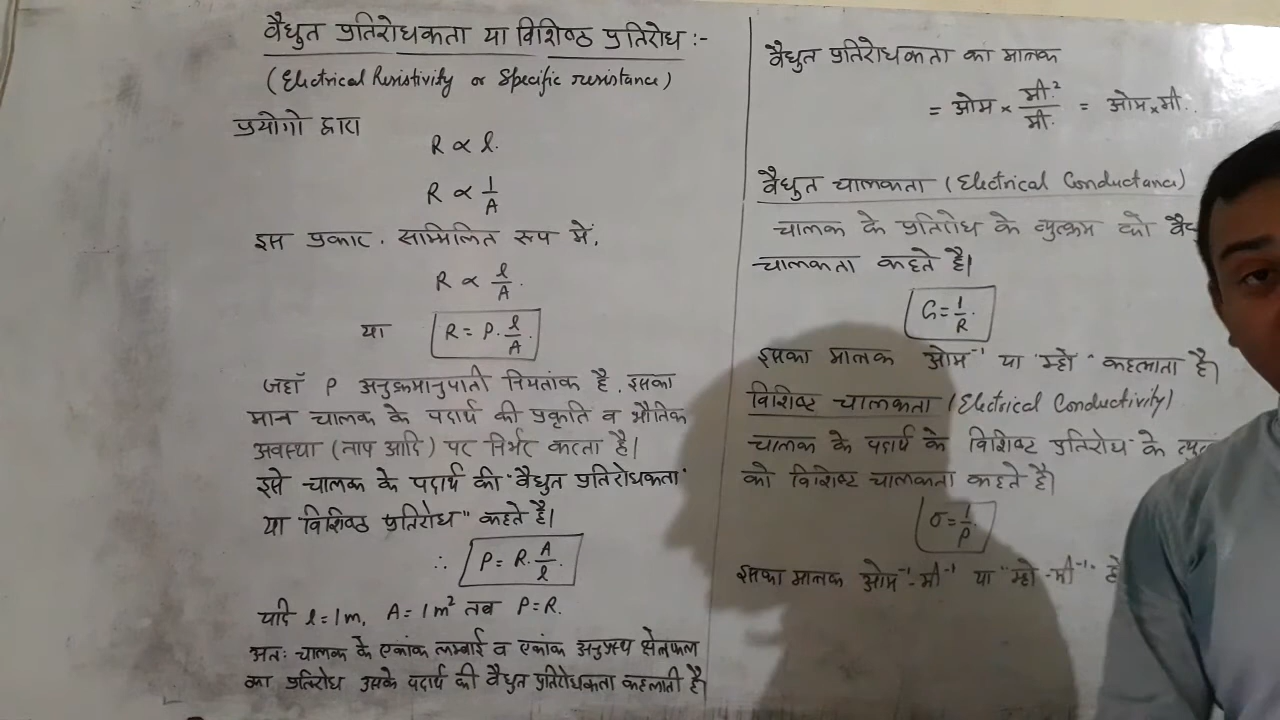 वैद्युत प्रतिरोधकता या विशिष्ठ प्रतिरोध :-
(Electrical Resistivity or Specific resistance)
प्रयोगो द्वारा
R ∝ l.
R ∝ 1/A
इस प्रकार, सम्मिलित रूप में,
R ∝ l/A.
या R = ρ. l/A.
जहाँ ρ अनुक्रमानुपाती नियतांक है, इसका
मान चालक के पदार्थ की प्रकृति व भौतिक
अवस्था (ताप आदि) पर निर्भर करता है।
इसे चालक के पदार्थ की "वैद्युत प्रतिरोधकता
या विशिष्ठ प्रतिरोध" कहते है।
∴ ρ = R. A/l.
यदि l = 1m, A = 1m² तब ρ = R.
अतः चालक के एकांक लम्बाई व एकांक अनुप्रस्थ क्षेत्रफल
का प्रतिरोध उसके पदार्थ की वैद्युत प्रतिरोधकता कहलाती है।
वैद्युत प्रतिरोधकता का मात्रक
= ओम × मी.²/मी. = ओम × मी.
वैद्युत चालकता (Electrical Conductance)
चालक के प्रतिरोध के व्युत्क्रम को
चालकता कहते है।
G = 1/R.
इसका मात्रक ओम⁻¹ या "म्हो" कहलाता है।
विशिष्ट चालकता (Electrical Conductivity)
चालक के पदार्थ के विशिष्ट प्रतिरोध के
को विशिष्ट चालकता कहते है।
σ = 1/ρ.
इसका मात्रक ओम⁻¹-मी⁻¹ या "म्हो-मी⁻¹" है